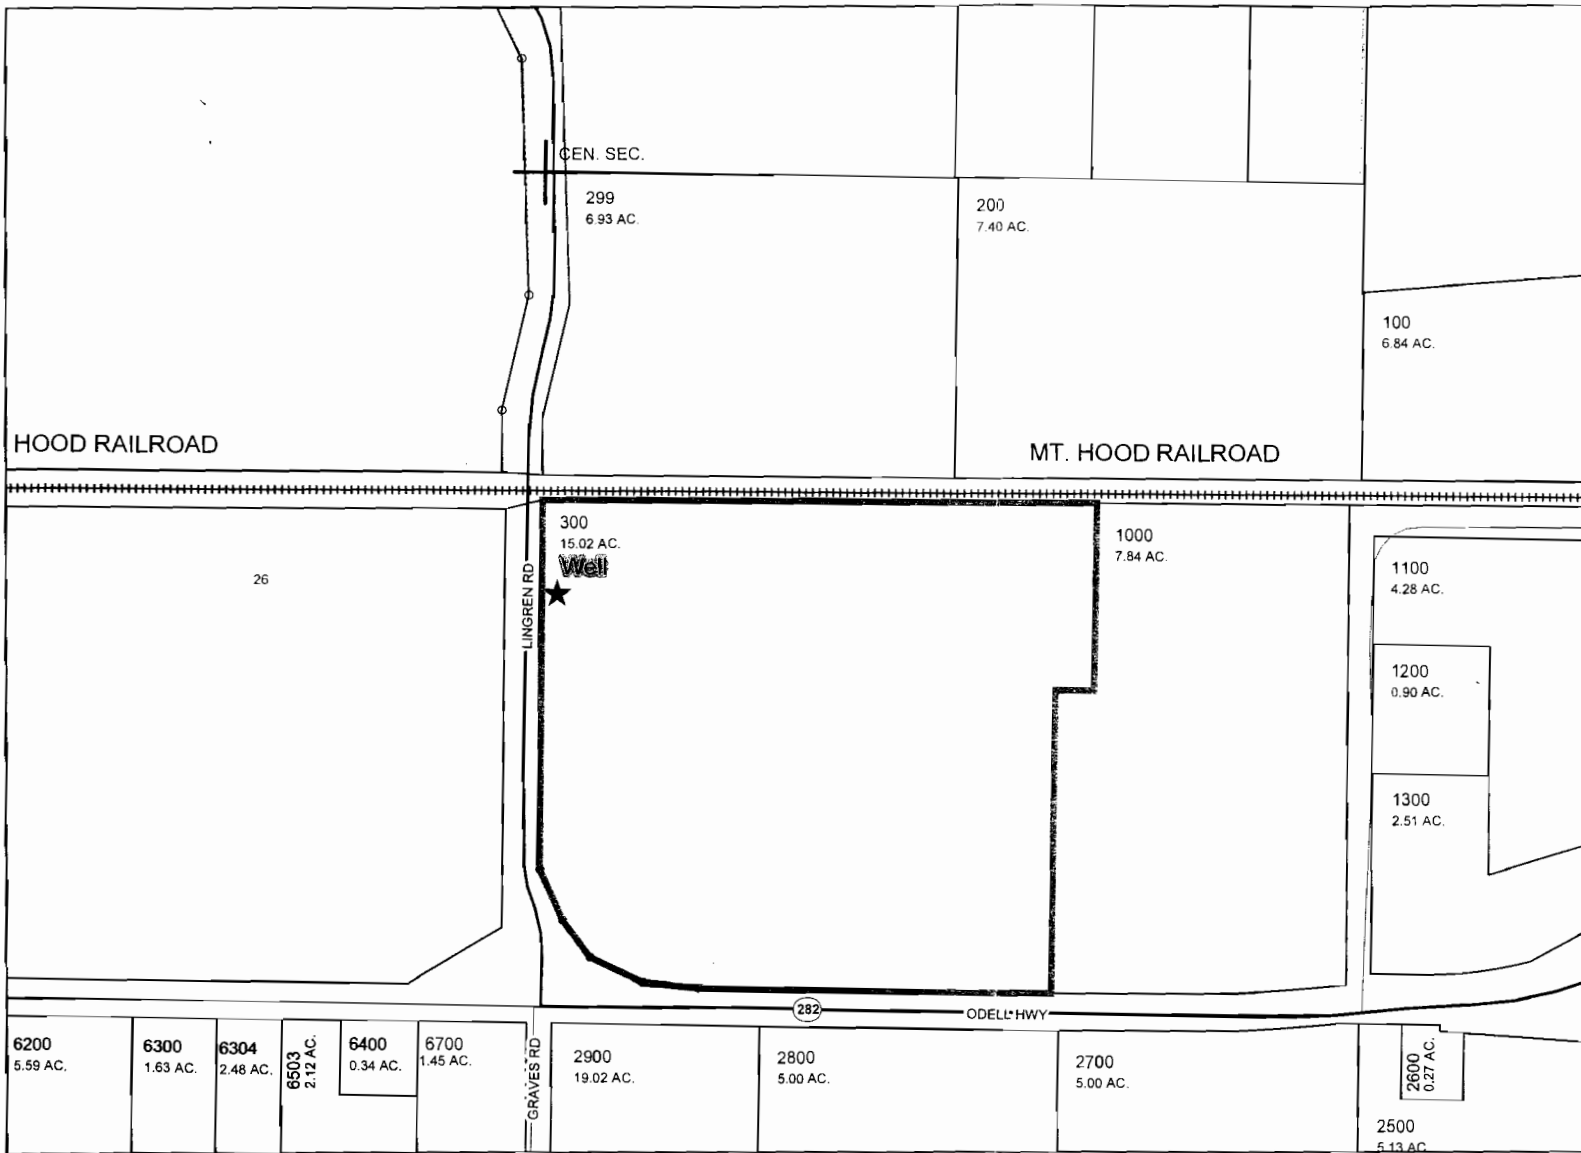 CEN. SEC.
299
6.93 AC.
200
7.40 AC.
100
6.84 AC.
HOOD RAILROAD
MT. HOOD RAILROAD
300
15.02 AC.
Well
1000
7.84 AC.
26
LINGREN RD
1100
4.28 AC.
1200
0.90 AC.
1300
2.51 AC.
282
ODELL HWY
6200
5.59 AC.
6300
1.63 AC.
6304
2.48 AC.
6503
2.12 AC.
6400
0.34 AC.
6700
1.45 AC.
GRAVES RD
2900
19.02 AC.
2800
5.00 AC.
2700
5.00 AC.
2600
0.27 AC.
2500
5.13 AC.